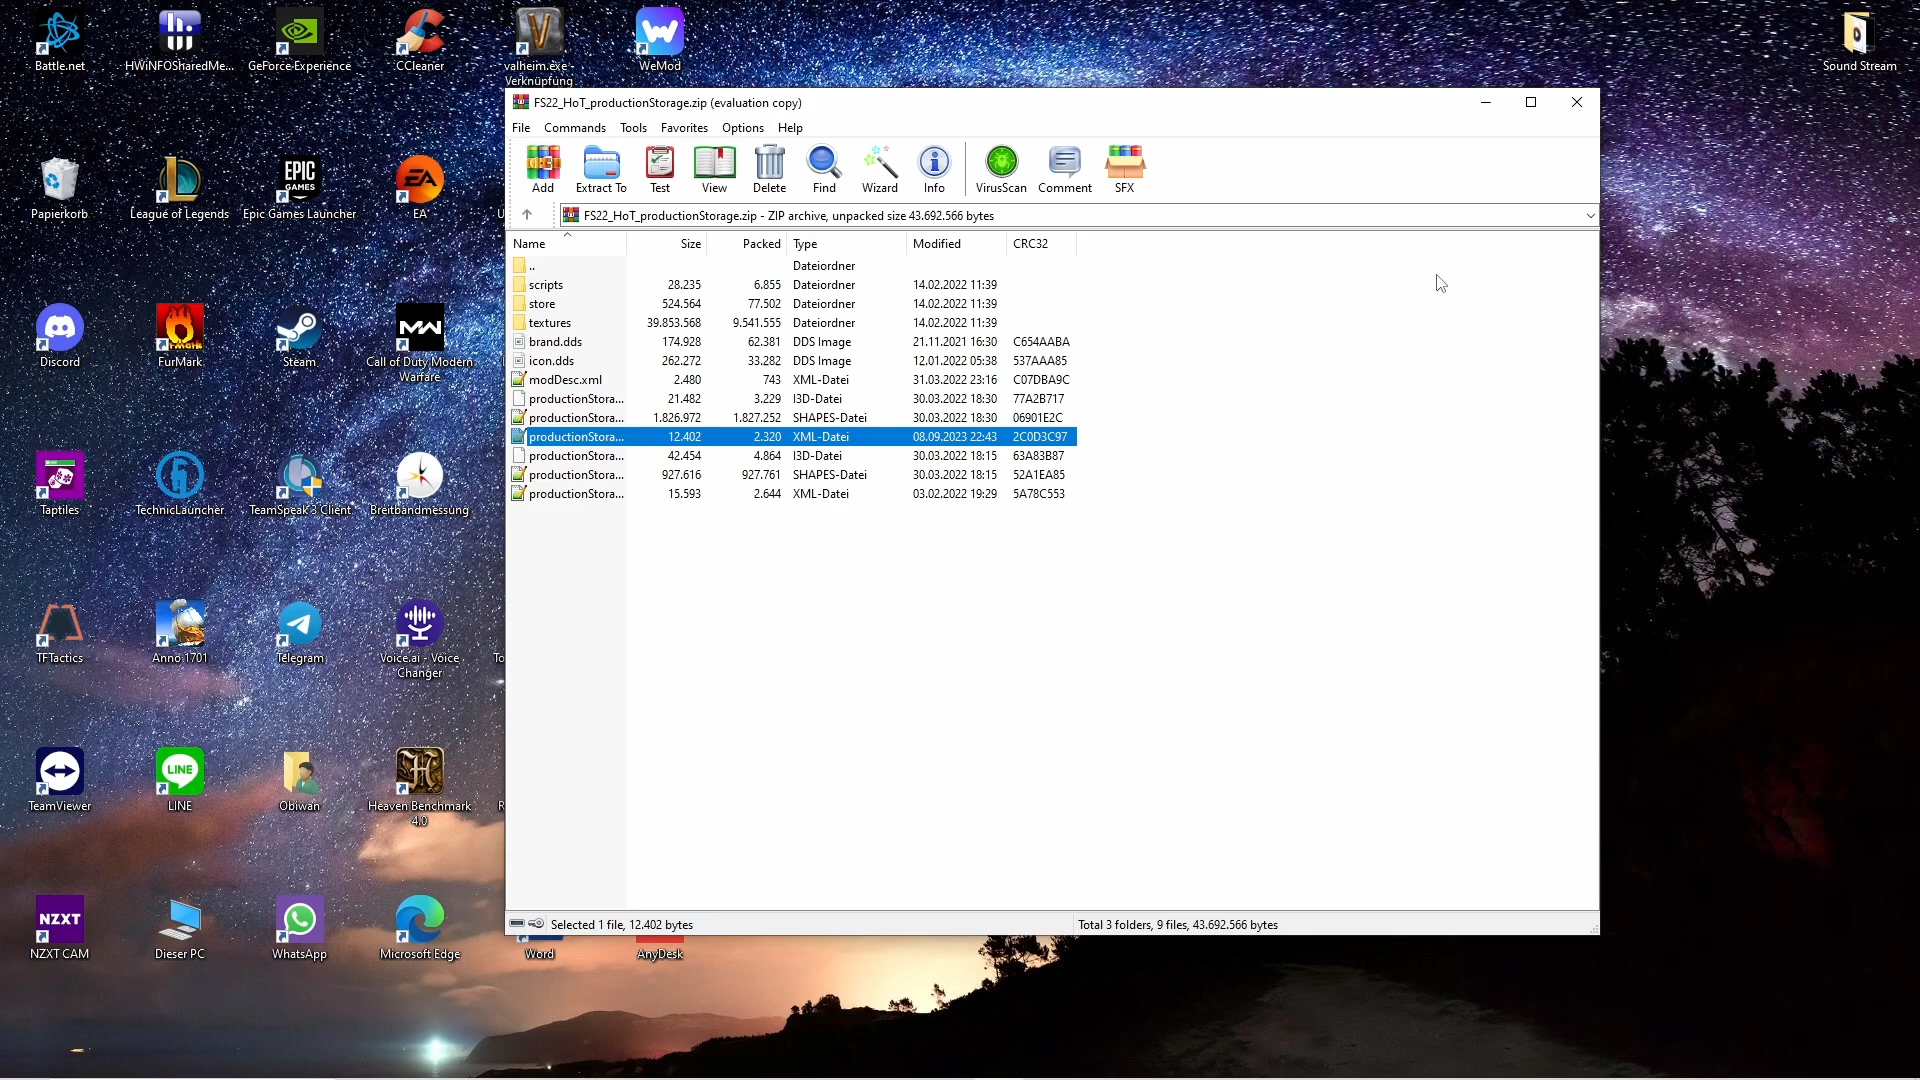 Battle.net
HWiNFOSharedMe...
GeForce Experience
CCleaner
valheim.exe -
Verknüpfung
WeMod
Sound Stream
FS22_HoT_productionStorage.zip (evaluation copy)
File Commands Tools Favorites Options Help
Add
Extract To
Test
View
Delete
Find
Wizard
Info
VirusScan
Comment
SFX
FS22_HoT_productionStorage.zip - ZIP archive, unpacked size 43.692.566 bytes
Name Size Packed Type Modified CRC32
.. Dateiordner
scripts 28.235 6.855 Dateiordner 14.02.2022 11:39
store 524.564 77.502 Dateiordner 14.02.2022 11:39
textures 39.853.568 9.541.555 Dateiordner 14.02.2022 11:39
brand.dds 174.928 62.381 DDS Image 21.11.2021 16:30 C654AABA
icon.dds 262.272 33.282 DDS Image 12.01.2022 05:38 537AAA85
modDesc.xml 2.480 743 XML-Datei 31.03.2022 23:16 C07DBA9C
productionStora... 21.482 3.229 I3D-Datei 30.03.2022 18:30 77A2B717
productionStora... 1.826.972 1.827.252 SHAPES-Datei 30.03.2022 18:30 06901E2C
productionStora... 12.402 2.320 XML-Datei 08.09.2023 22:43 2C0D3C97
productionStora... 42.454 4.864 I3D-Datei 30.03.2022 18:15 63A83B87
productionStora... 927.616 927.761 SHAPES-Datei 30.03.2022 18:15 52A1EA85
productionStora... 15.593 2.644 XML-Datei 03.02.2022 19:29 5A78C553
Selected 1 file, 12.402 bytes
Total 3 folders, 9 files, 43.692.566 bytes
Papierkorb
League of Legends
EPIC
GAMES
Epic Games Launcher
EA
EA
U
Discord
FurMark
FurMark
Steam
MW
Call of Duty Modern
Warfare
Taptiles
TechnicLauncher
TeamSpeak 3 Client
Breitbandmessung
TFTactics
Anno 1701
Telegram
Voice.ai - Voice
Changer
To
TeamViewer
LINE
LINE
Obiwan
Heaven Benchmark
4.0
R
NZXT
NZXT CAM
Dieser PC
WhatsApp
Microsoft Edge
Word
AnyDesk